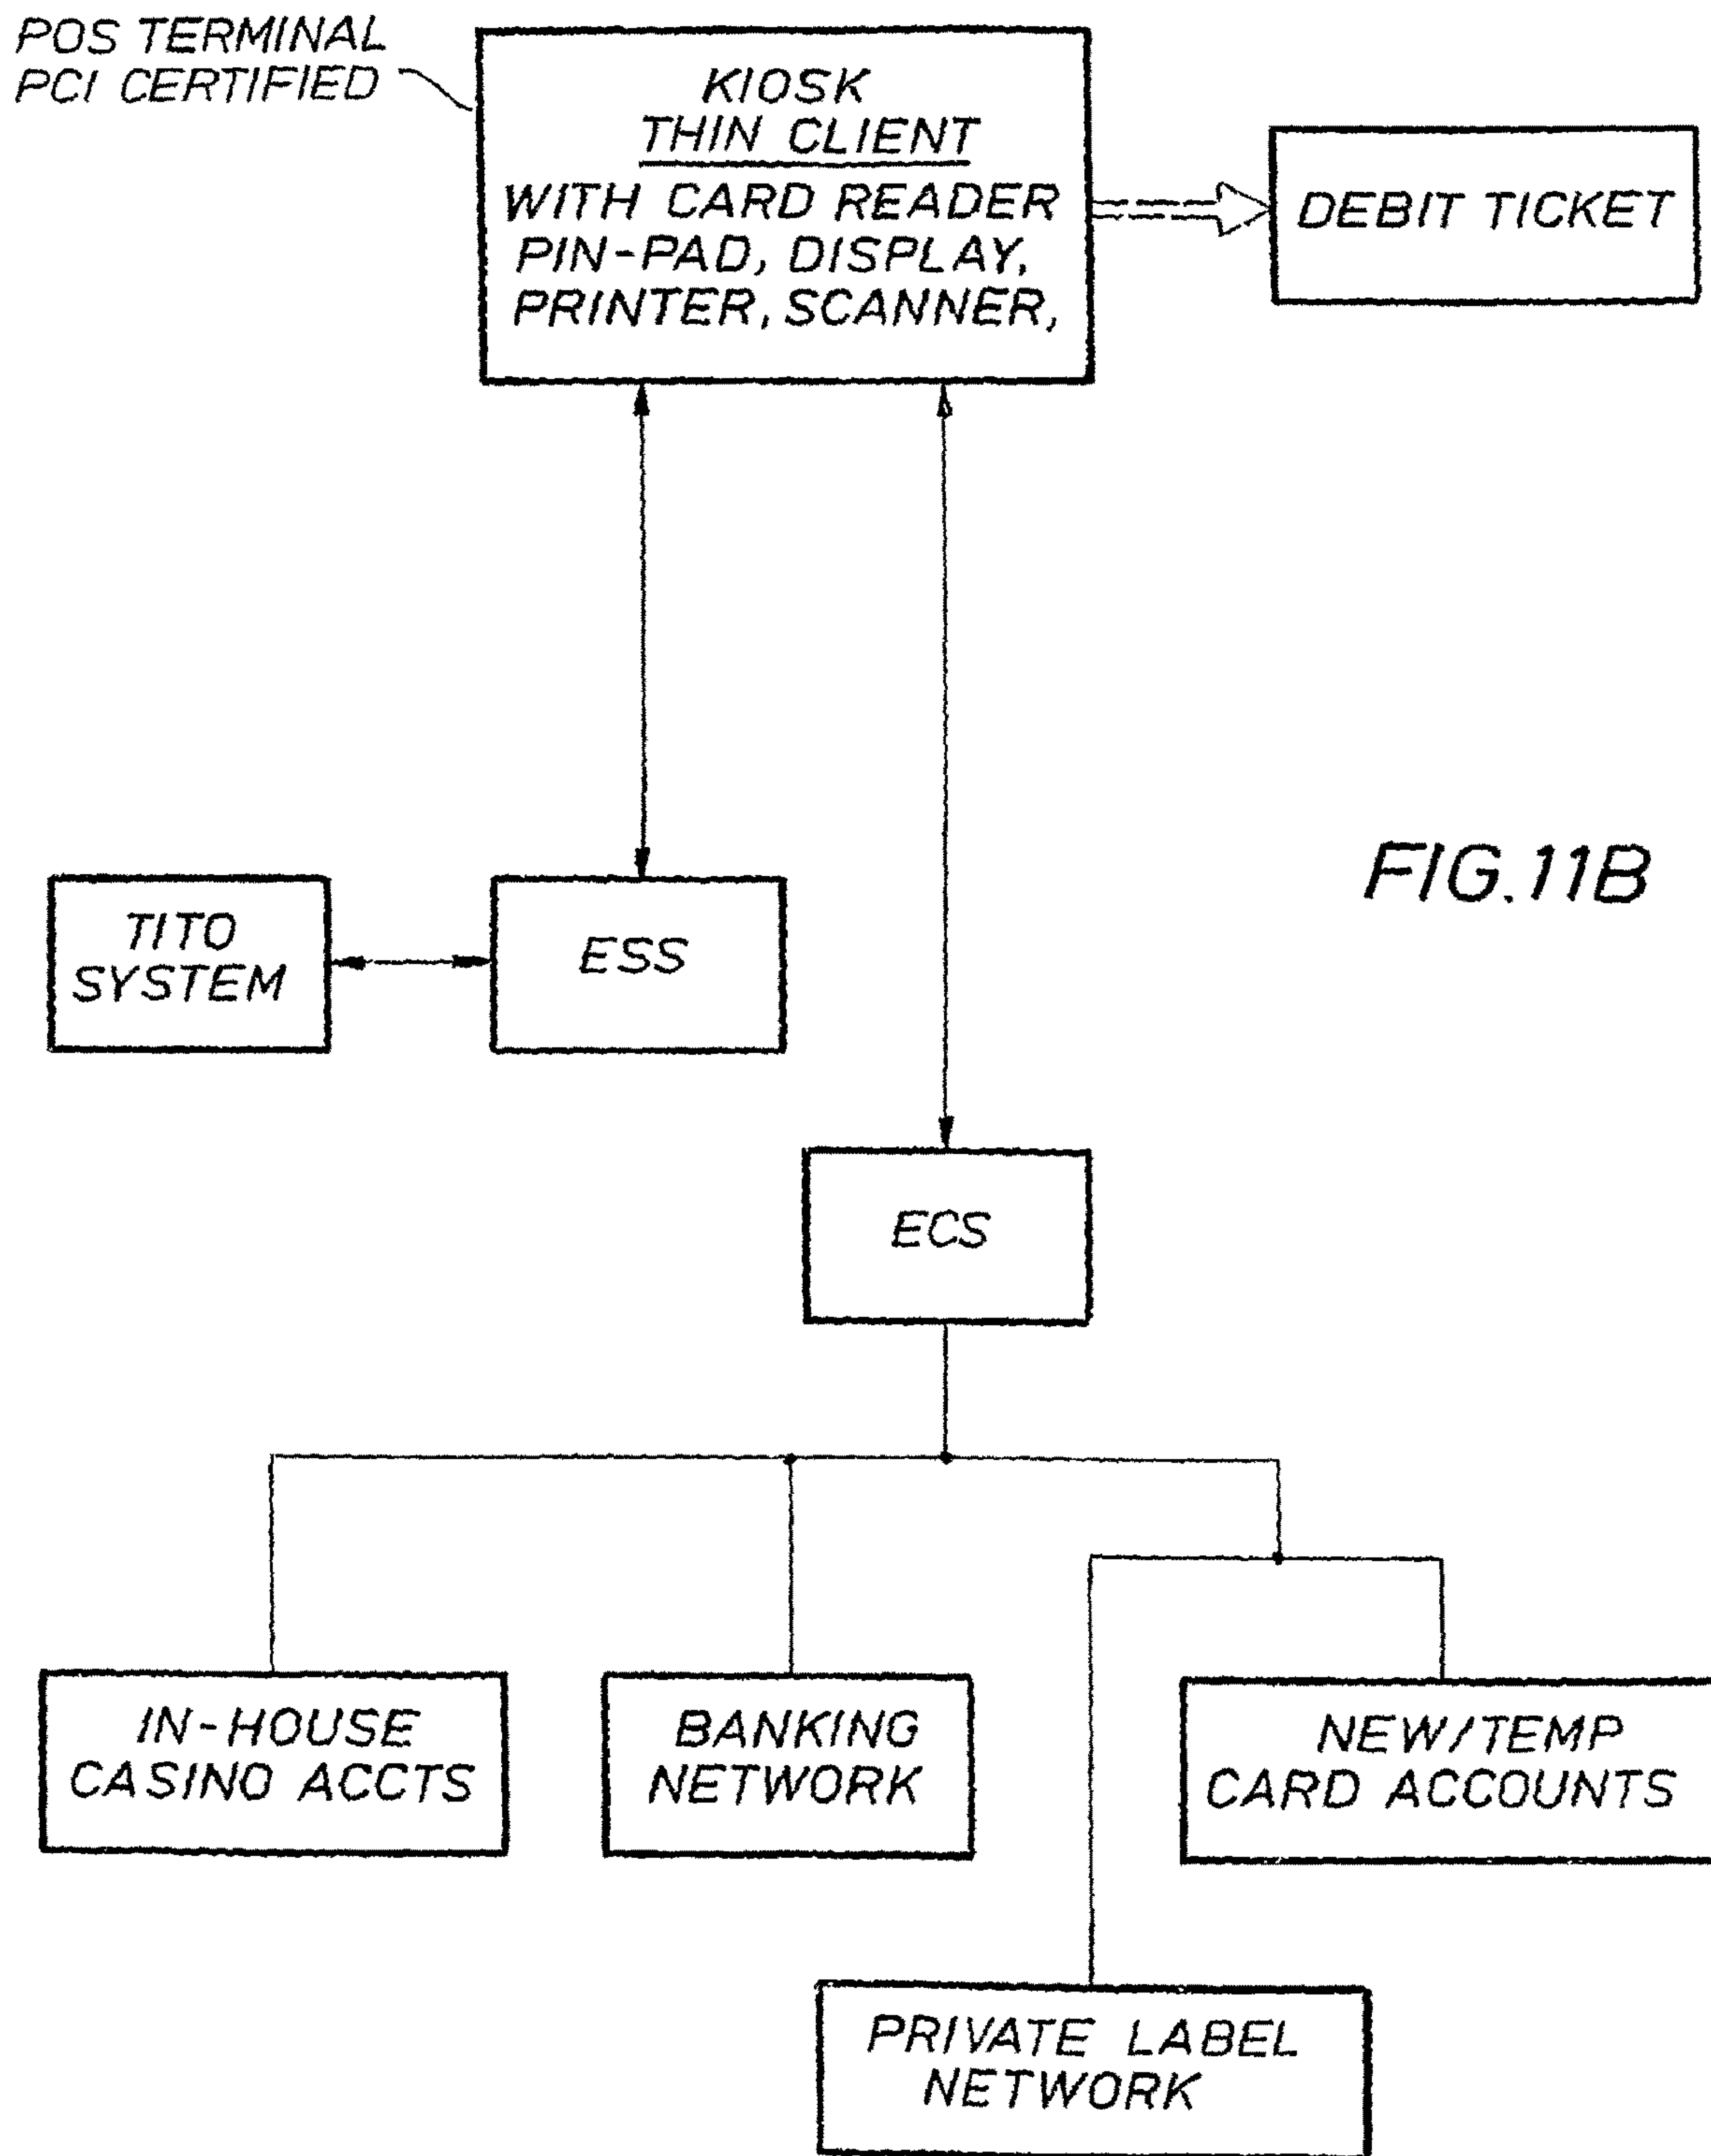 POS TERMINAL
PCI CERTIFIED
KIOSK
THIN CLIENT
WITH CARD READER
PIN-PAD, DISPLAY,
PRINTER, SCANNER,
DEBIT TICKET
FIG.11B
TITO
SYSTEM
ESS
ECS
IN-HOUSE
CASINO ACCTS
BANKING
NETWORK
NEW/TEMP
CARD ACCOUNTS
PRIVATE LABEL
NETWORK